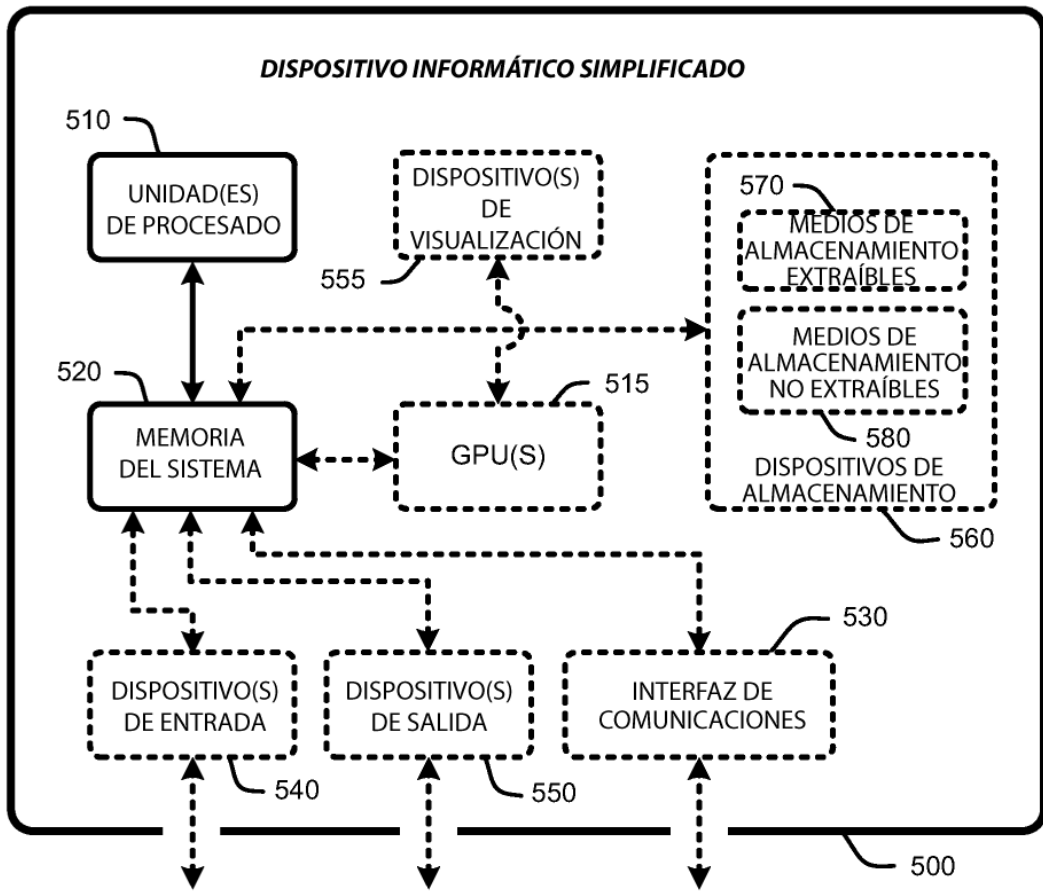 DISPOSITIVO INFORMÁTICO SIMPLIFICADO
510
UNIDAD(ES)
DE PROCESADO
DISPOSITIVO(S)
DE
VISUALIZACIÓN
555
570
MEDIOS DE
ALMACENAMIENTO
EXTRAÍBLES
MEDIOS DE
ALMACENAMIENTO
NO EXTRAÍBLES
580
DISPOSITIVOS DE
ALMACENAMIENTO
560
520
MEMORIA
DEL SISTEMA
515
GPU(S)
530
DISPOSITIVO(S)
DE ENTRADA
540
DISPOSITIVO(S)
DE SALIDA
550
INTERFAZ DE
COMUNICACIONES
500